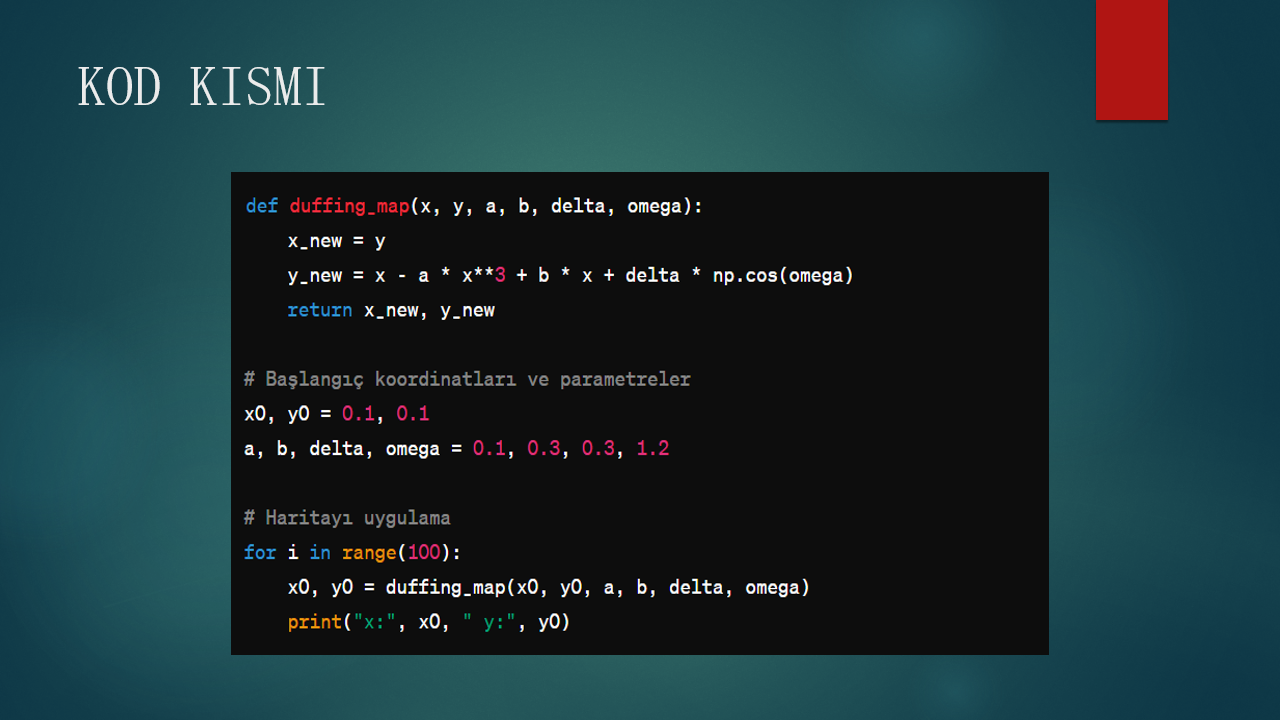 KOD KISMI
def duffing_map(x, y, a, b, delta, omega):
    x_new = y
    y_new = x - a * x**3 + b * x + delta * np.cos(omega)
    return x_new, y_new
# Başlangıç koordinatları ve parametreler
x0, y0 = 0.1, 0.1
a, b, delta, omega = 0.1, 0.3, 0.3, 1.2
# Haritayı uygulama
for i in range(100):
    x0, y0 = duffing_map(x0, y0, a, b, delta, omega)
    print("x:", x0, " y:", y0)